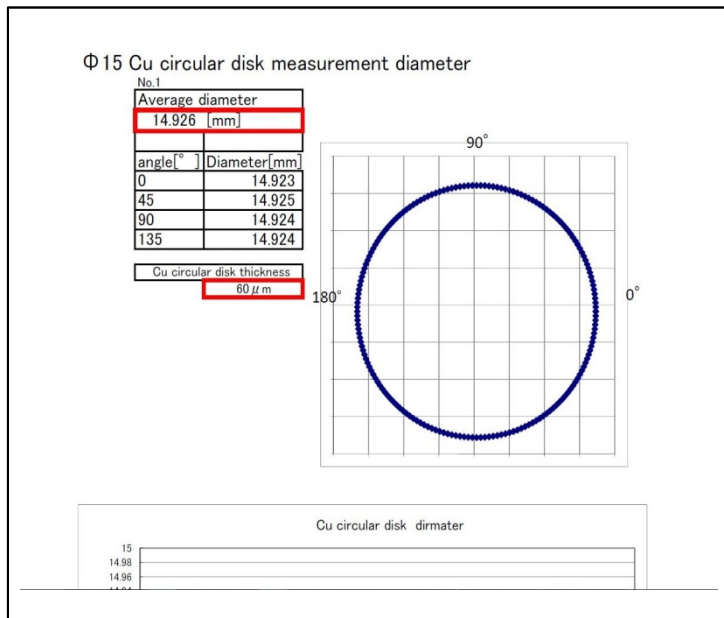 Φ15 Cu circular disk measurement diameter
No.1
Average diameter
14.926 [mm]
angle[° ] Diameter[mm]
0 14.923
45 14.925
90 14.924
135 14.924
Cu circular disk thickness
60μm
90°
180°
0°
Cu circular disk dirmater
15
14.98
14.96